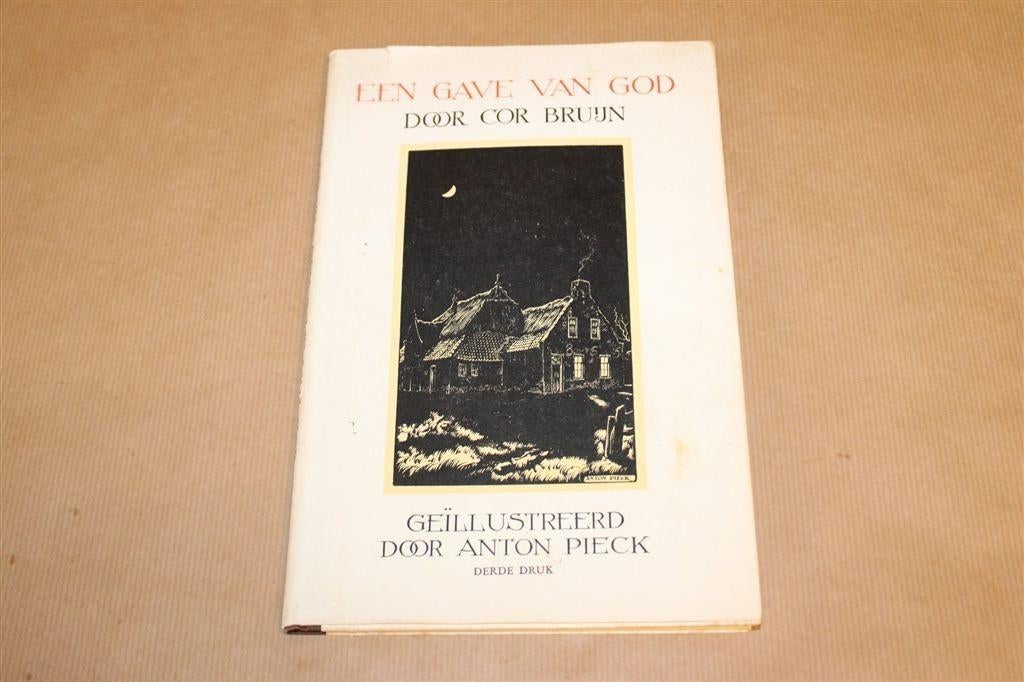 EEN GAVE VAN GOD
DOOR COR BRUIJN
ANTON PIECK
GEÏLLUSTREERD
DOOR ANTON PIECK
DERDE DRUK